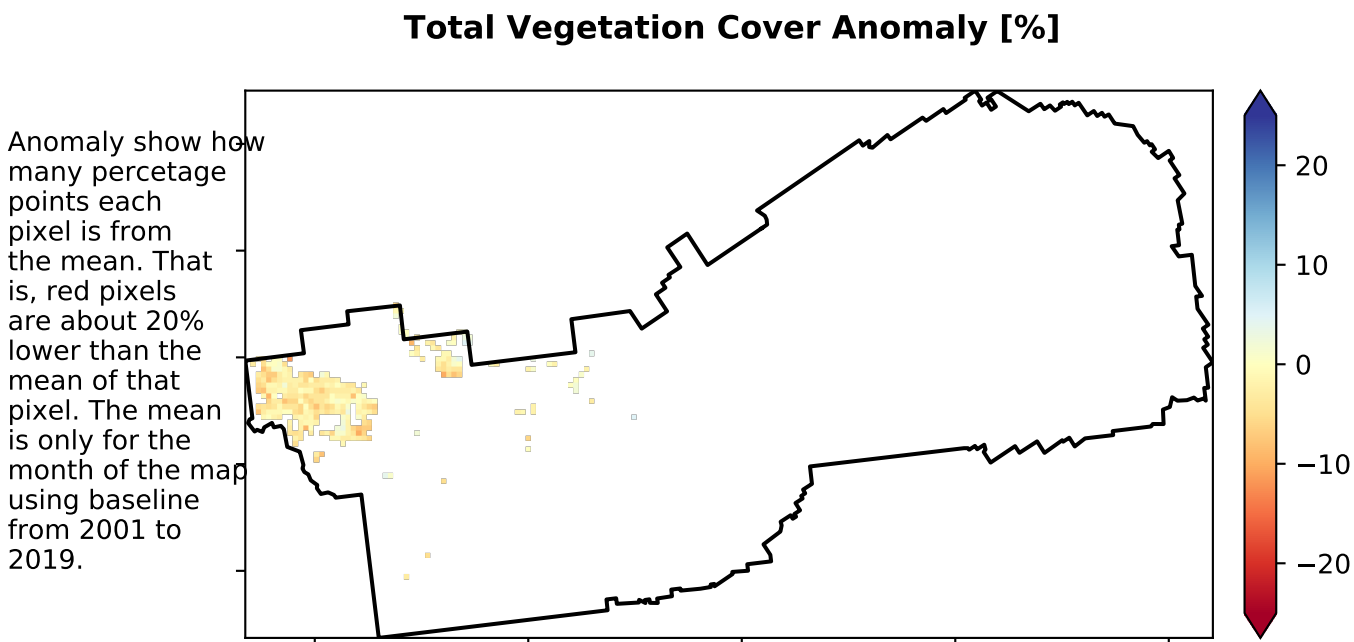 Total Vegetation Cover Anomaly [%]
Anomaly show how
many percetage
points each
pixel is from
the mean. That
is, red pixels
are about 20%
lower than the
mean of that
pixel. The mean
is only for the
month of the map
using baseline
from 2001 to
2019.
20
10
0
−10
−20